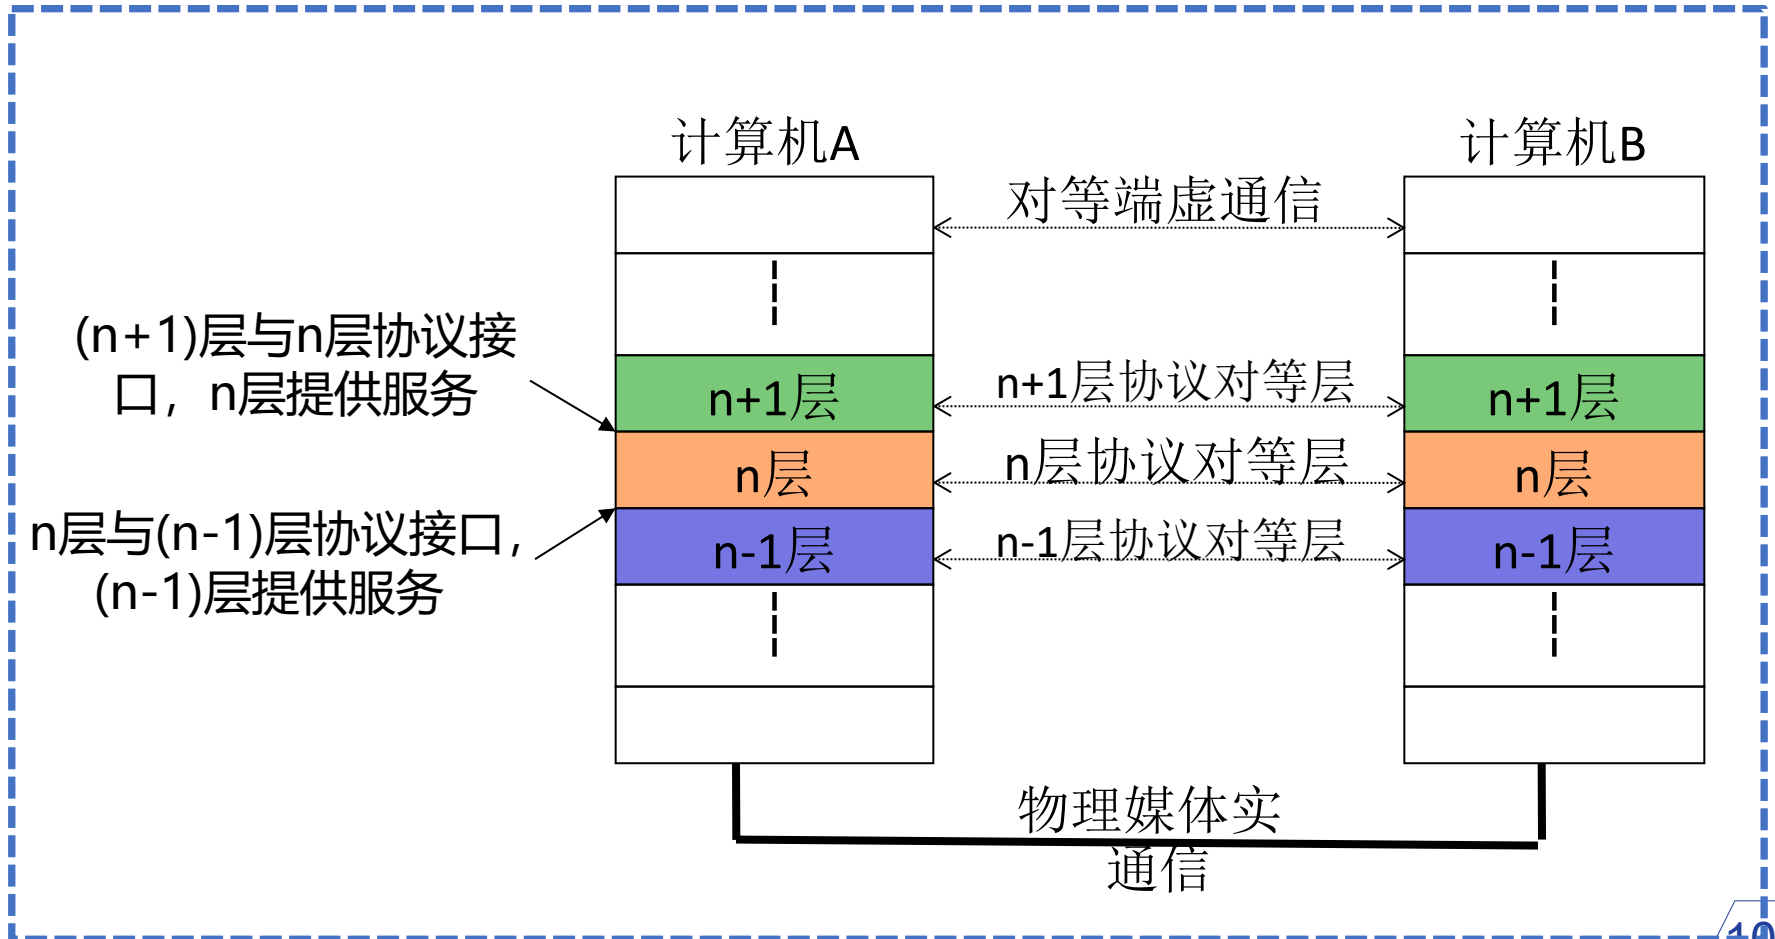 计算机A
计算机B
对等端虚通信
(n+1)层与n层协议接
口，n层提供服务
n+1层
n+1层协议对等层
n+1层
n层
n层协议对等层
n层
n层与(n-1)层协议接口，
(n-1)层提供服务
n-1层
n-1层协议对等层
n-1层
物理媒体实
通信
10